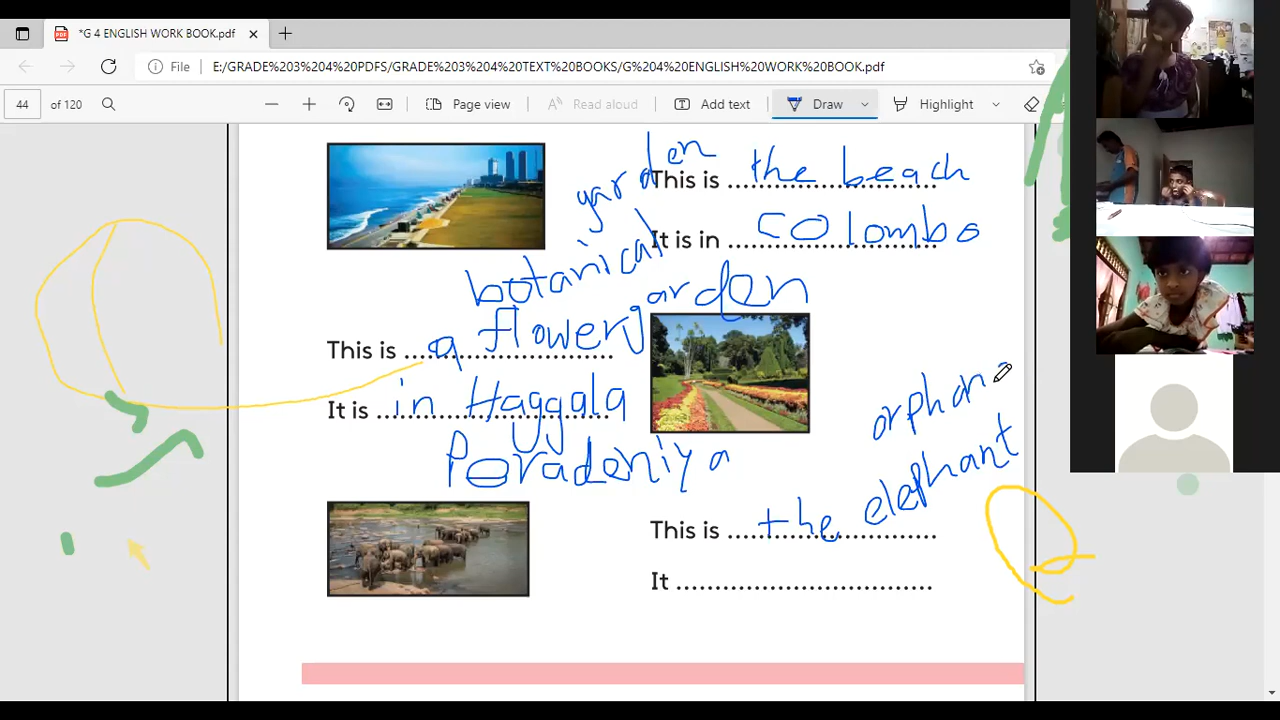 *G 4 ENGLISH WORK BOOK.pdf
File E:/GRADE%203%204%20PDFS/GRADE%203%204%20TEXT%20BOOKS/G%204%20ENGLISH%20WORK%20BOOK.pdf
44 of 120 Page view Read aloud Add text Draw Highlight
This is .......... the beach
It is in .......... Colombo
botanical garden
This is .......... a flower garden
It is .......... in Haggala
Peradeniya
orphan
This is .......... the elephant
It ..........